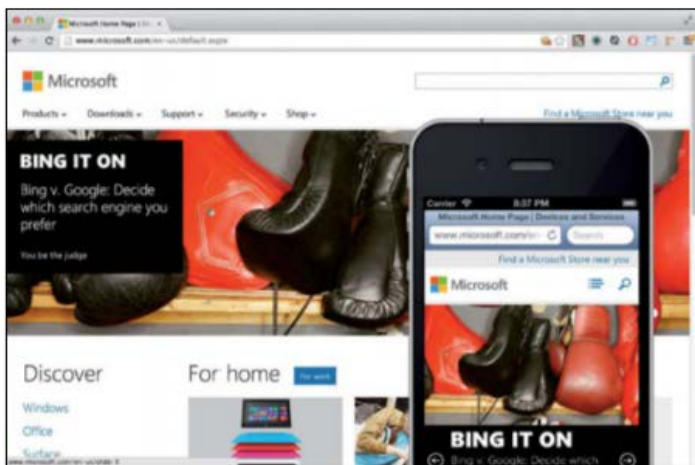 Microsoft Home Page |
www.microsoft.com/en-us/default.aspx
Microsoft
Products
Downloads
Support
Security
Shop
Find a Microsoft Store near you
BING IT ON
Bing v. Google: Decide
which search engine you
prefer
You be the judge
Discover
For home
For work
Windows
Office
Surface
Carrier
8:37 PM
Microsoft Home Page | Devices and Services
www.microsoft.com/en-
Search
Find a Microsoft Store near you
Microsoft
BING IT ON
Bing v. Google: Decide which